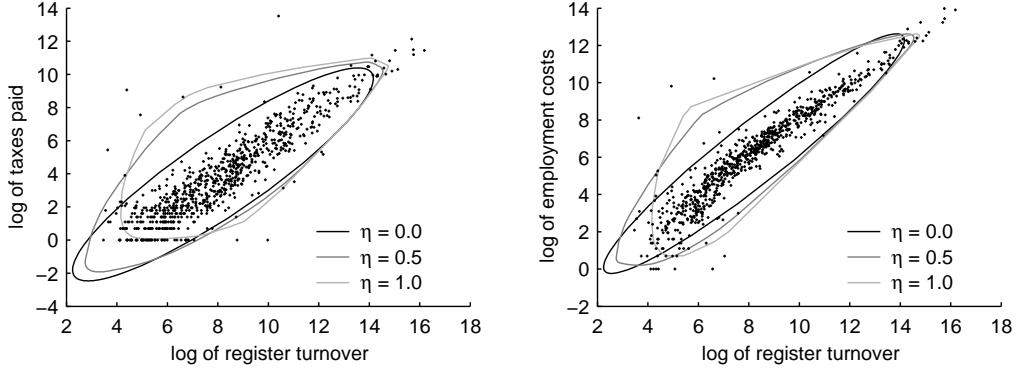 14
12
10
8
6
4
2
0
−2
−4
log of taxes paid
2 4 6 8 10 12 14 16 18
log of register turnover
η = 0.0
η = 0.5
η = 1.0
14
12
10
8
6
4
2
0
−2
log of employment costs
2 4 6 8 10 12 14 16 18
log of register turnover
η = 0.0
η = 0.5
η = 1.0